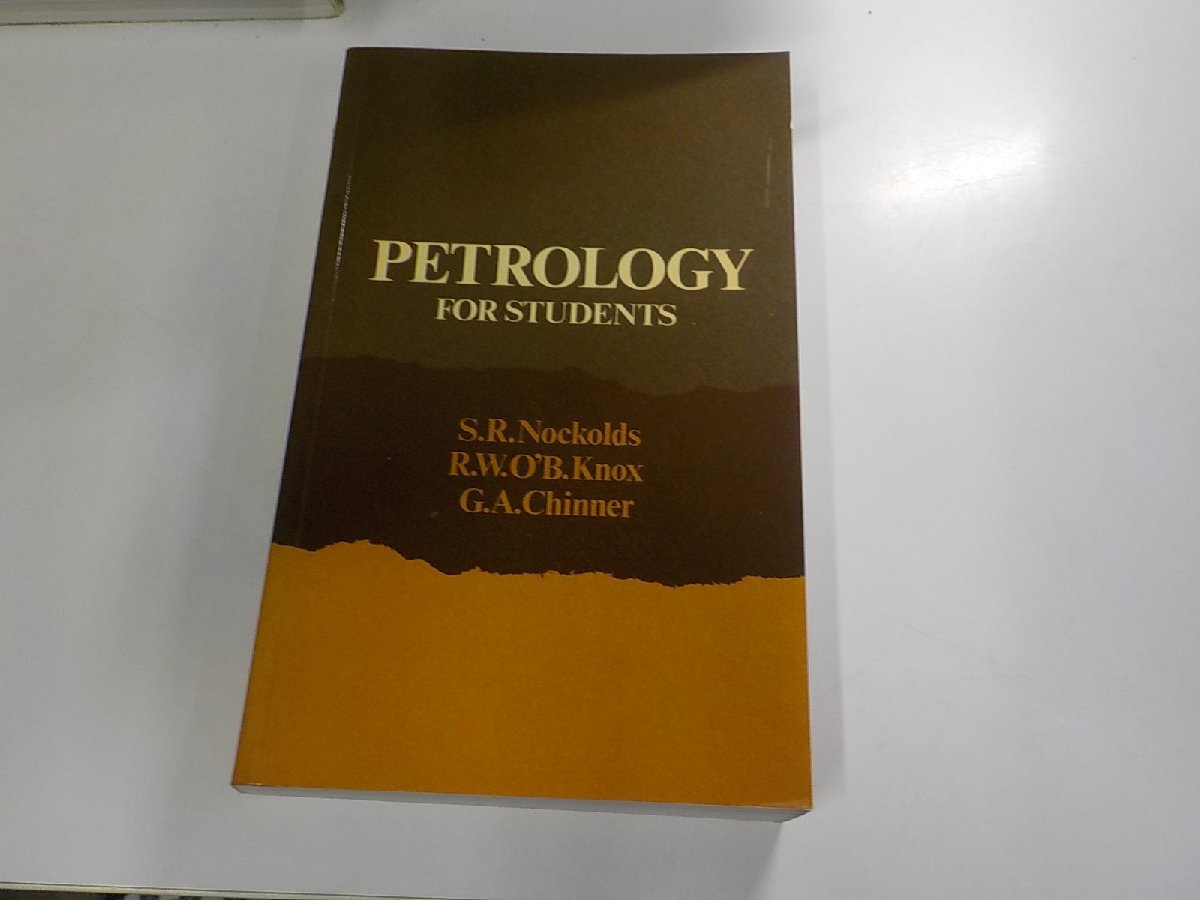 PETROLOGY
FOR STUDENTS
S.R.Nockolds
R.W.O'B.Knox
G.A.Chinner